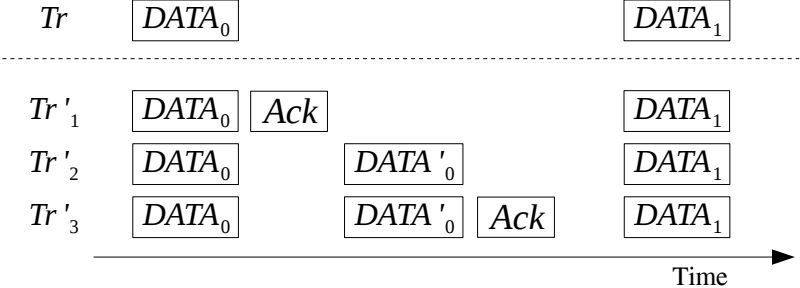 Tr DATA₀ DATA₁
Tr '₁ DATA₀ Ack DATA₁
Tr '₂ DATA₀ DATA '₀ DATA₁
Tr '₃ DATA₀ DATA '₀ Ack DATA₁
Time